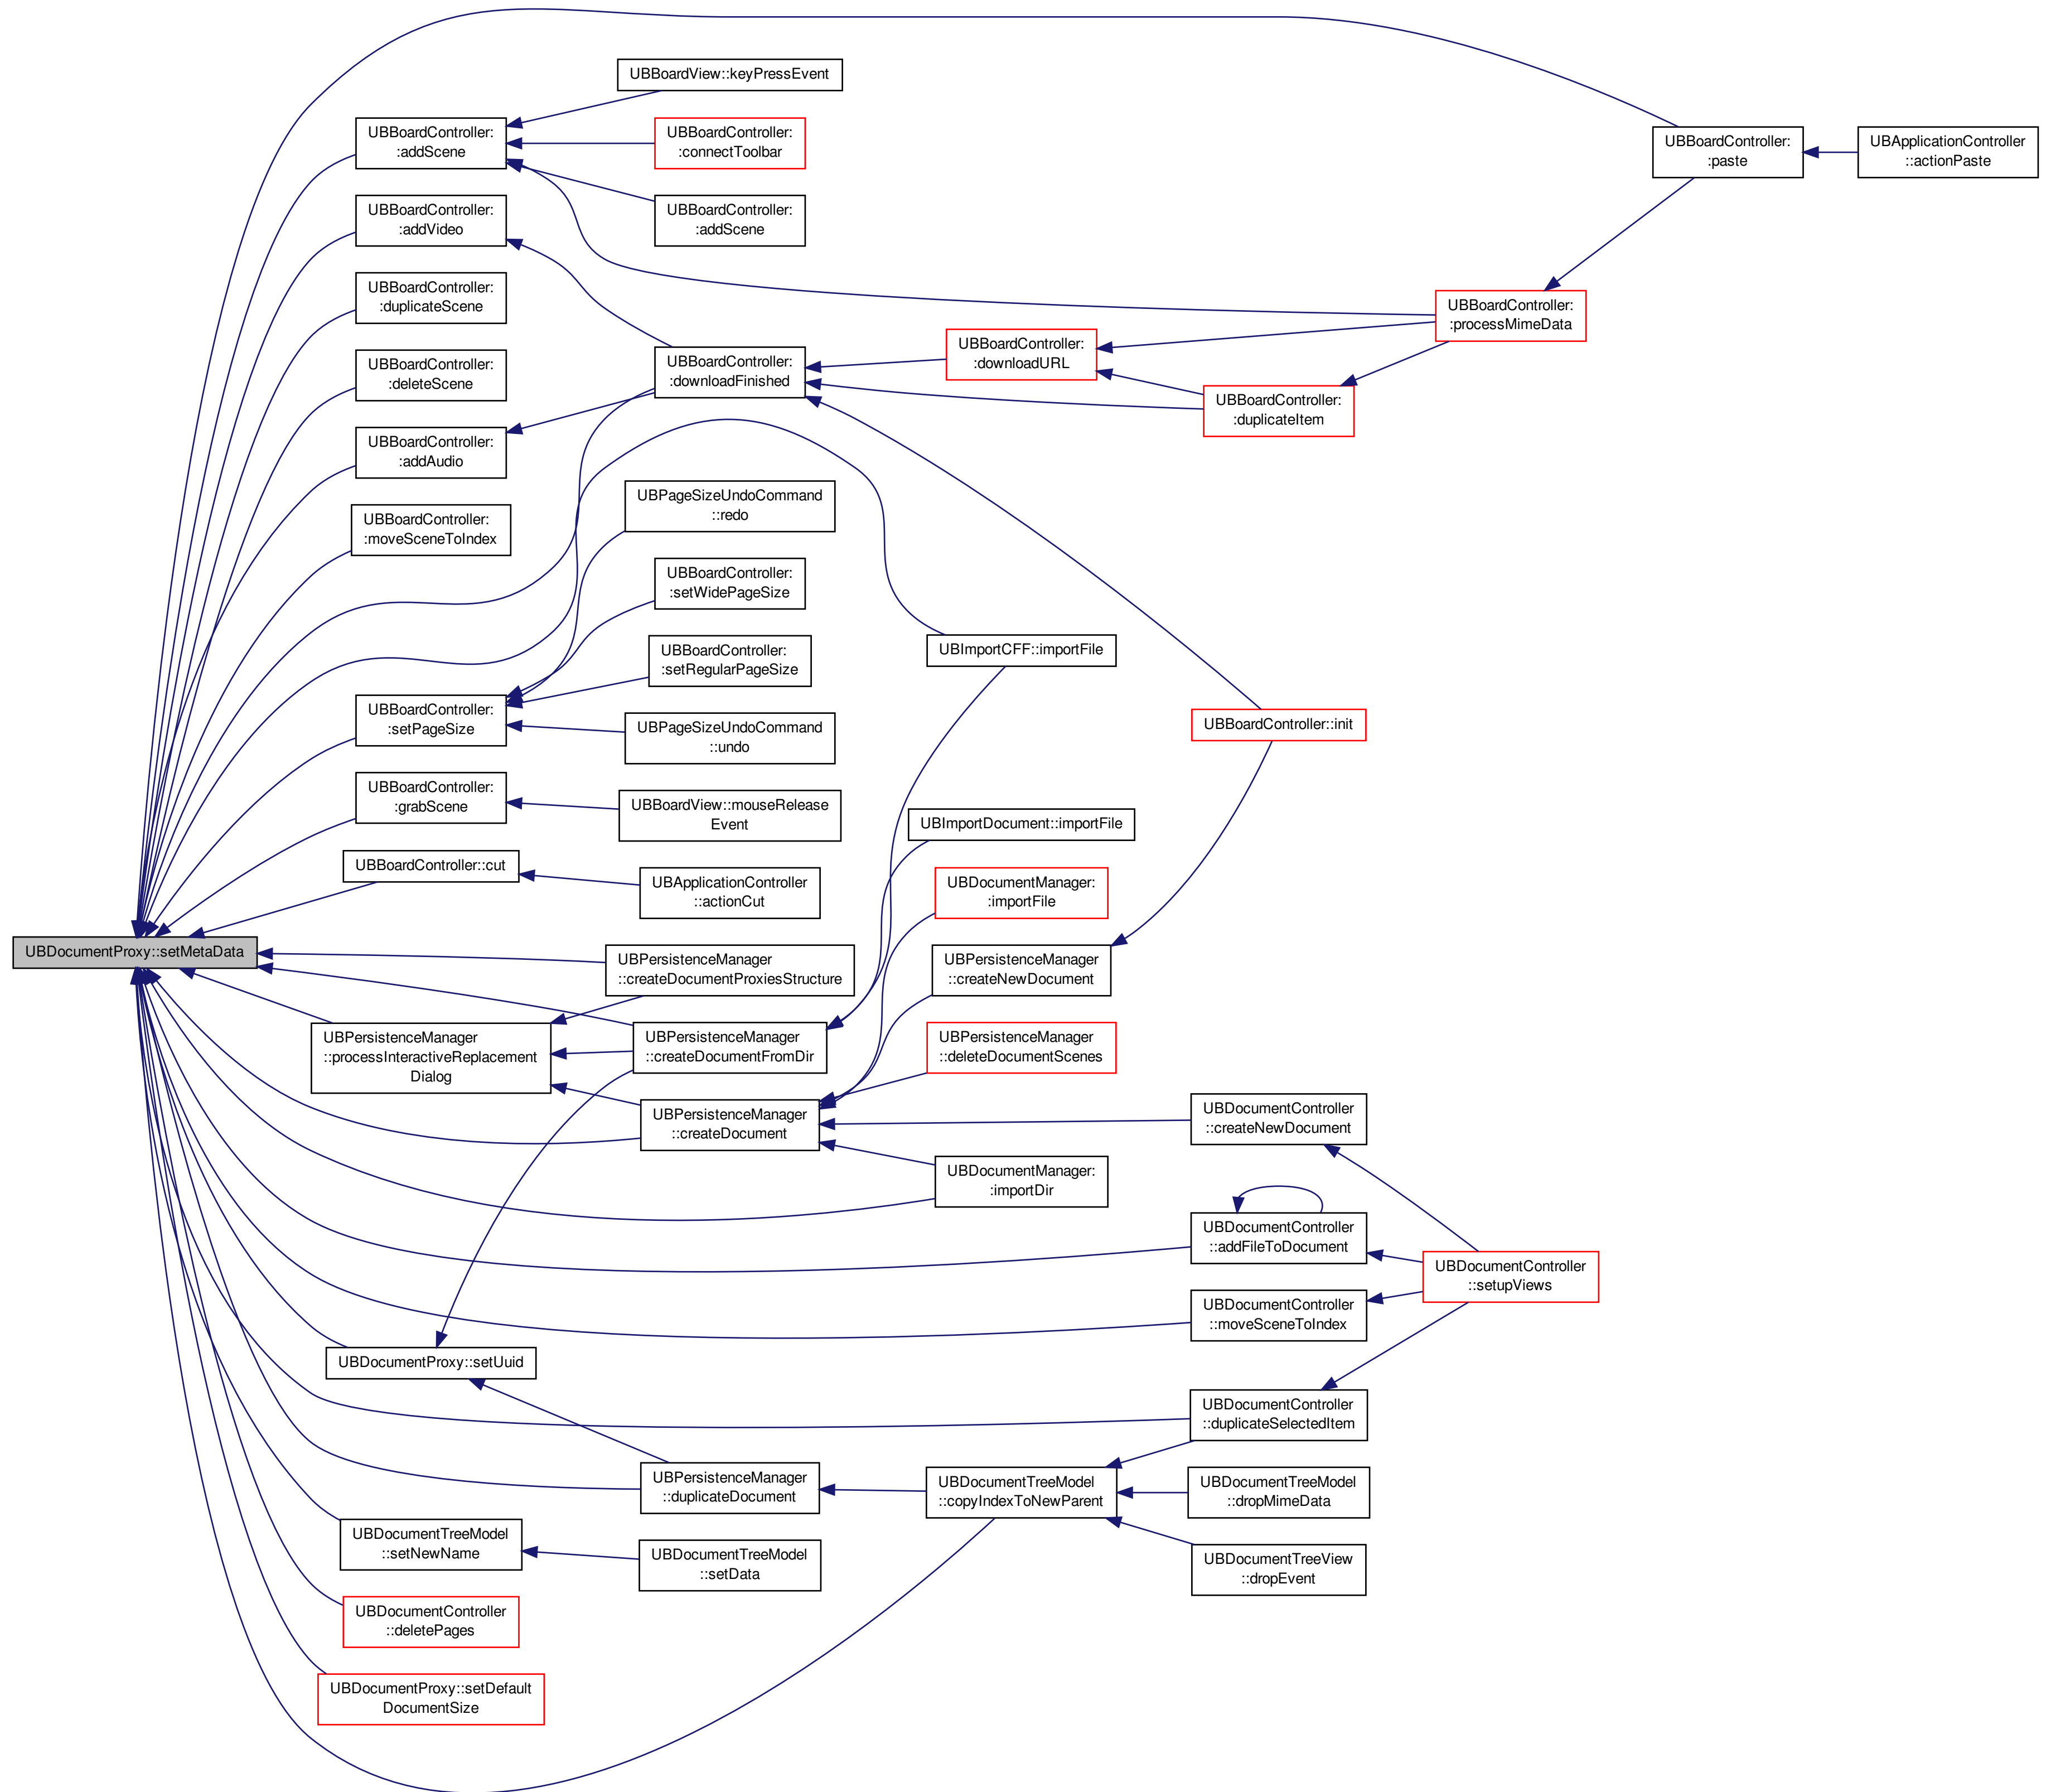 UBBoardView::keyPressEvent
UBBoardController:
:addScene
UBBoardController:
:connectToolbar
UBBoardController:
:paste
UBApplicationController
::actionPaste
UBBoardController:
:addVideo
UBBoardController:
:addScene
UBBoardController:
:duplicateScene
UBBoardController:
:processMimeData
UBBoardController:
:deleteScene
UBBoardController:
:downloadFinished
UBBoardController:
:downloadURL
UBBoardController:
:duplicateItem
UBBoardController:
:addAudio
UBBoardController:
:moveSceneToIndex
UBPageSizeUndoCommand
::redo
UBBoardController:
:setWidePageSize
UBBoardController:
:setRegularPageSize
UBImportCFF::importFile
UBBoardController:
:setPageSize
UBPageSizeUndoCommand
::undo
UBBoardController::init
UBBoardController:
:grabScene
UBBoardView::mouseRelease
Event
UBImportDocument::importFile
UBBoardController::cut
UBApplicationController
::actionCut
UBDocumentManager:
:importFile
UBDocumentProxy::setMetaData
UBPersistenceManager
::createDocumentProxiesStructure
UBPersistenceManager
::createNewDocument
UBPersistenceManager
::processInteractiveReplacement
Dialog
UBPersistenceManager
::createDocumentFromDir
UBPersistenceManager
::deleteDocumentScenes
UBPersistenceManager
::createDocument
UBDocumentController
::createNewDocument
UBDocumentManager:
:importDir
UBDocumentController
::addFileToDocument
UBDocumentController
::setupViews
UBDocumentController
::moveSceneToIndex
UBDocumentProxy::setUuid
UBDocumentController
::duplicateSelectedItem
UBPersistenceManager
::duplicateDocument
UBDocumentTreeModel
::copyIndexToNewParent
UBDocumentTreeModel
::dropMimeData
UBDocumentTreeModel
::setNewName
UBDocumentTreeModel
::setData
UBDocumentTreeView
::dropEvent
UBDocumentController
::deletePages
UBDocumentProxy::setDefault
DocumentSize